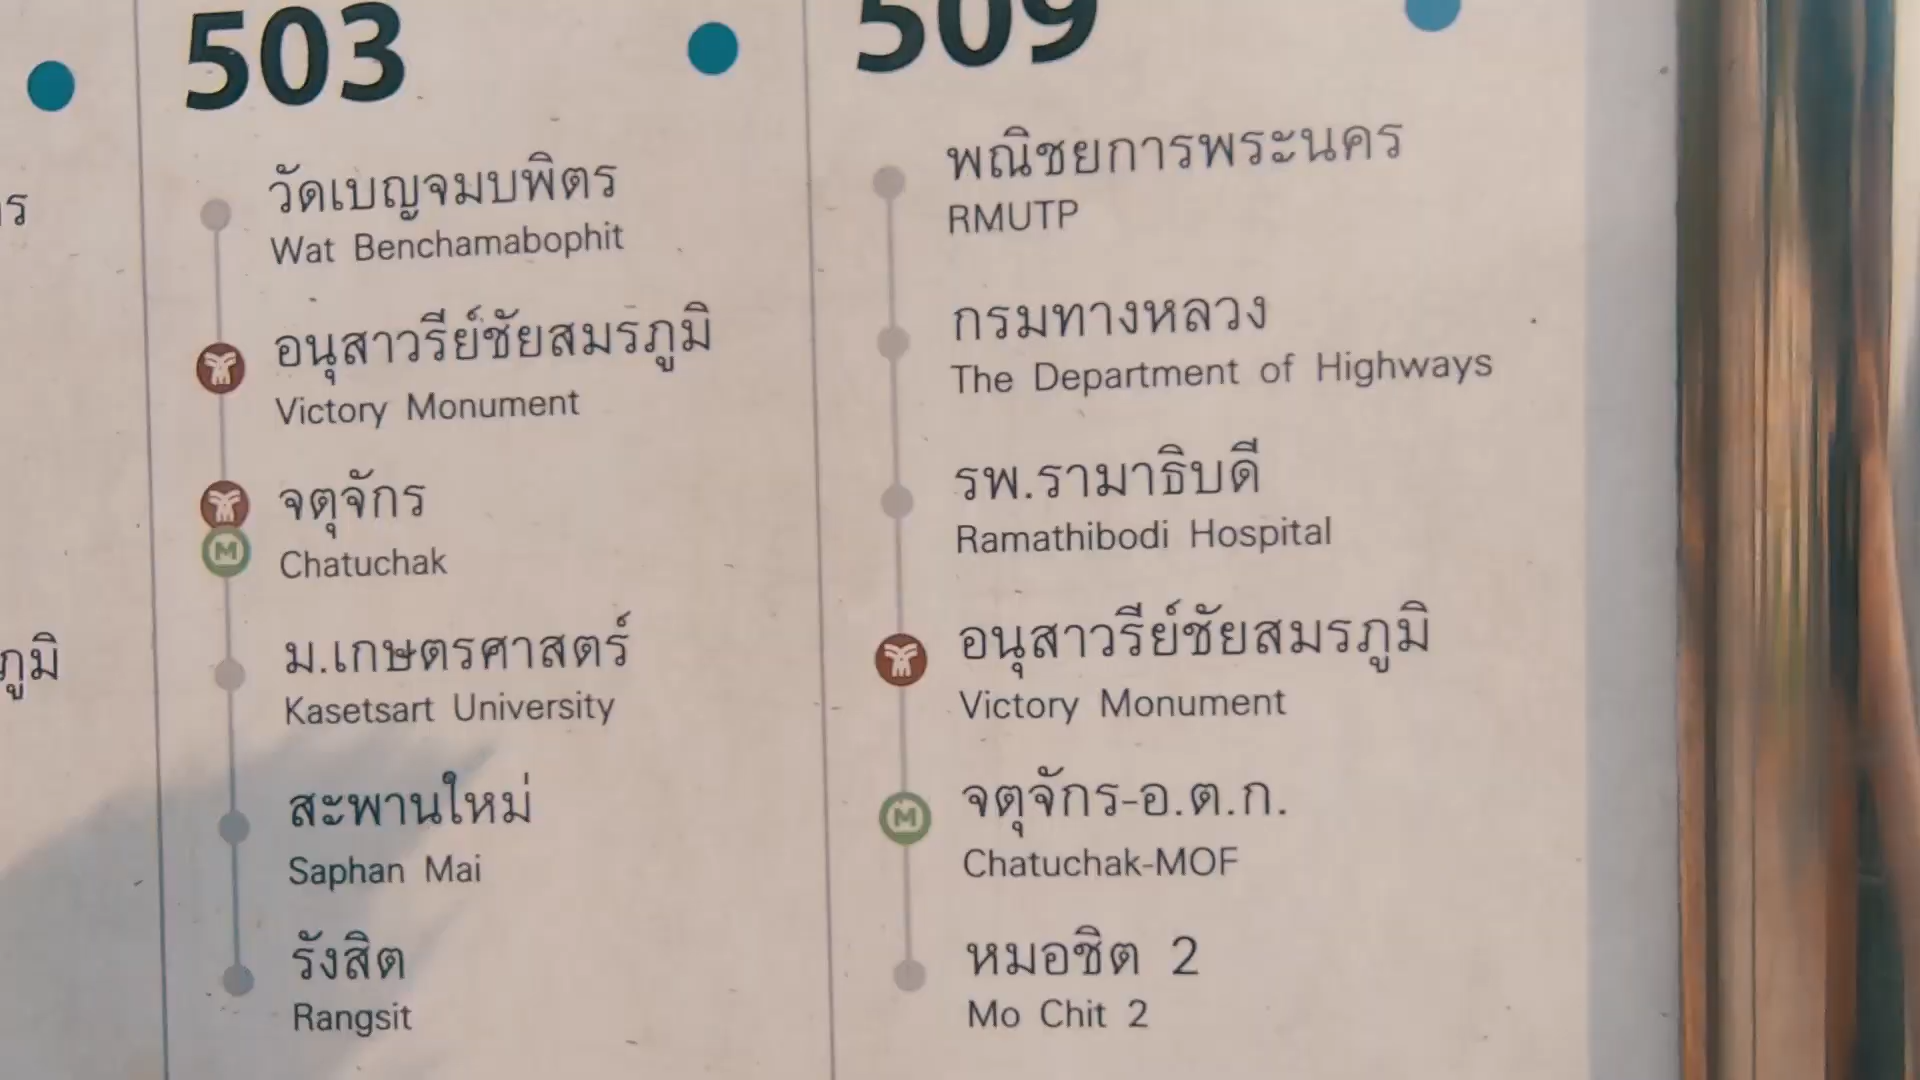 503
วัดเบญจมบพิตร
Wat Benchamabophit
อนุสาวรีย์ชัยสมรภูมิ
Victory Monument
จตุจักร
M
Chatuchak
ม.เกษตรศาสตร์
Kasetsart University
สะพานใหม่
Saphan Mai
รังสิต
Rangsit
509
พณิชยการพระนคร
RMUTP
กรมทางหลวง
The Department of Highways
รพ.รามาธิบดี
Ramathibodi Hospital
อนุสาวรีย์ชัยสมรภูมิ
Victory Monument
M
จตุจักร-อ.ต.ก.
Chatuchak-MOF
หมอชิต 2
Mo Chit 2